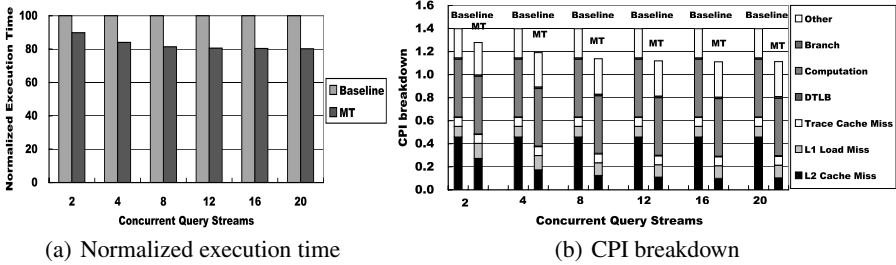 Normalized Execution Time
100
80
60
40
20
0
2 4 8 12 16 20
Concurrent Query Streams
Baseline
MT
(a) Normalized execution time
CPI breakdown
1.6
1.4
1.2
1.0
0.8
0.6
0.4
0.2
0.0
Baseline Baseline Baseline Baseline Baseline Baseline
MT MT MT MT MT MT
2 4 8 12 16 20
Concurrent Query Streams
Other
Branch
Computation
DTLB
Trace Cache Miss
L1 Load Miss
L2 Cache Miss
(b) CPI breakdown